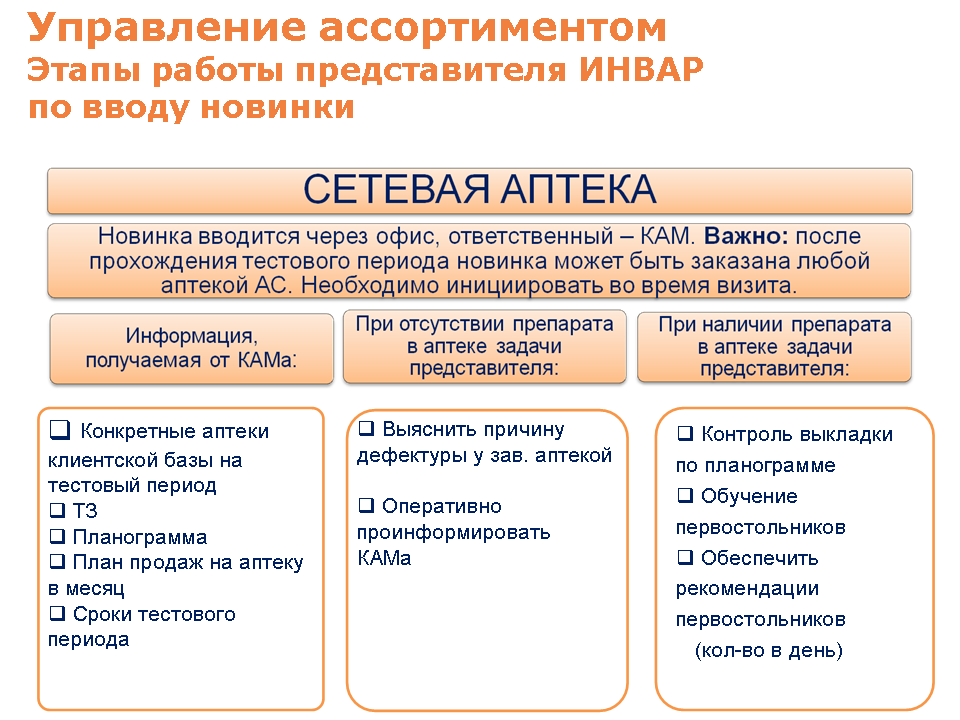 Управление ассортиментом
Этапы работы представителя ИНВАР
по вводу новинки
СЕТЕВАЯ АПТЕКА
Новинка вводится через офис, ответственный – КАМ. Важно: после
прохождения тестового периода новинка может быть заказана любой
аптекой АС. Необходимо инициировать во время визита.
Информация,
получаемая от КАМа:
При отсутствии препарата
в аптеке задачи
представителя:
При наличии препарата
в аптеке задачи
представителя:
❑ Конкретные аптеки
клиентской базы на
тестовый период
❑ ТЗ
❑ Планограмма
❑ План продаж на аптеку
в месяц
❑ Сроки тестового
периода
❑ Выяснить причину
дефектуры у зав. аптекой
❑ Оперативно
проинформировать
КАМа
❑ Контроль выкладки
по планограмме
❑ Обучение
первостольников
❑ Обеспечить
рекомендации
первостольников
(кол-во в день)